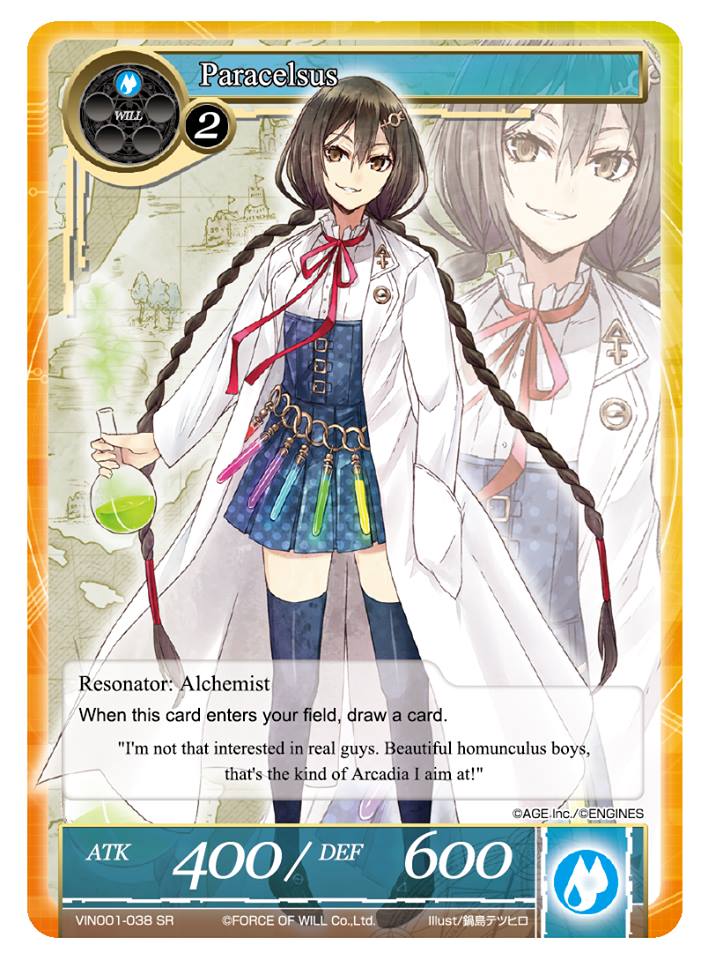 Paracelsus
WILL
2
Resonator: Alchemist
When this card enters your field, draw a card.
"I'm not that interested in real guys. Beautiful homunculus boys,
that's the kind of Arcadia I aim at!"
©AGE Inc./©ENGINES
ATK 400/ DEF 600
VIN001-038 SR ©FORCE OF WILL Co.,Ltd. Illust/鍋島テツヒロ